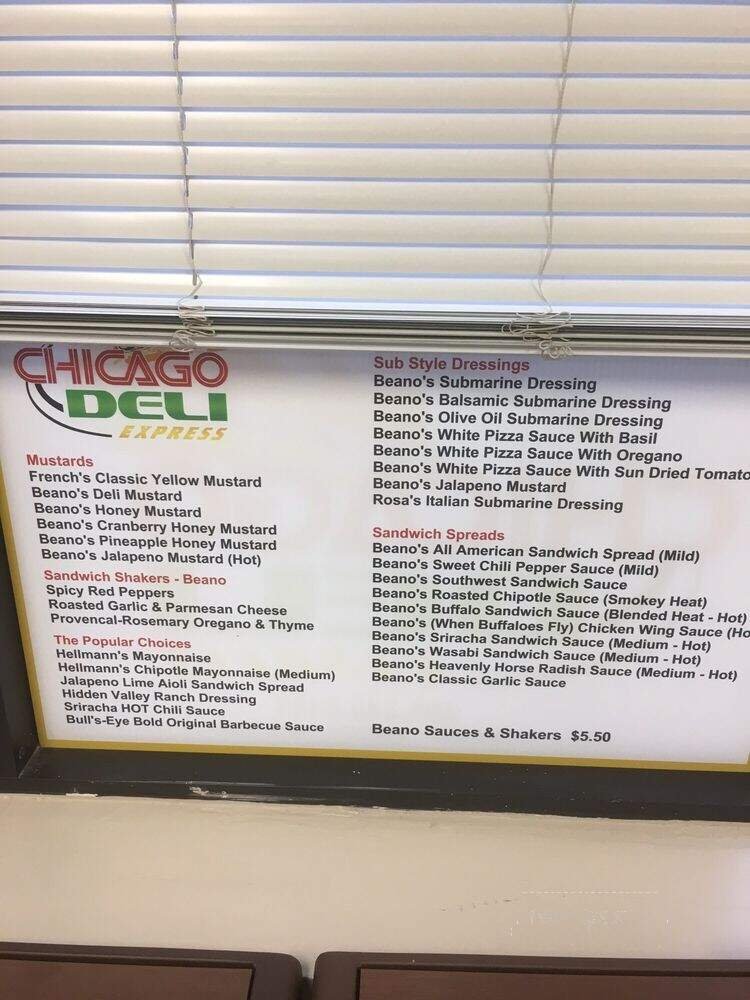 CHICAGO
DELI
EXPRESS
Mustards
French's Classic Yellow Mustard
Beano's Deli Mustard
Beano's Honey Mustard
Beano's Cranberry Honey Mustard
Beano's Pineapple Honey Mustard
Beano's Jalapeno Mustard (Hot)
Sandwich Shakers - Beano
Spicy Red Peppers
Roasted Garlic & Parmesan Cheese
Provencal-Rosemary Oregano & Thyme
The Popular Choices
Hellmann's Mayonnaise
Hellmann's Chipotle Mayonnaise (Medium)
Jalapeno Lime Aioli Sandwich Spread
Hidden Valley Ranch Dressing
Sriracha HOT Chili Sauce
Bull's-Eye Bold Original Barbecue Sauce
Sub Style Dressings
Beano's Submarine Dressing
Beano's Balsamic Submarine Dressing
Beano's Olive Oil Submarine Dressing
Beano's White Pizza Sauce With Basil
Beano's White Pizza Sauce With Oregano
Beano's White Pizza Sauce With Sun Dried Tomato
Beano's Jalapeno Mustard
Rosa's Italian Submarine Dressing
Sandwich Spreads
Beano's All American Sandwich Spread (Mild)
Beano's Sweet Chili Pepper Sauce (Mild)
Beano's Southwest Sandwich Sauce
Beano's Roasted Chipotle Sauce (Smokey Heat)
Beano's Buffalo Sandwich Sauce (Blended Heat - Hot)
Beano's (When Buffaloes Fly) Chicken Wing Sauce (Ho
Beano's Sriracha Sandwich Sauce (Medium - Hot)
Beano's Wasabi Sandwich Sauce (Medium - Hot)
Beano's Heavenly Horse Radish Sauce (Medium - Hot)
Beano's Classic Garlic Sauce
Beano Sauces & Shakers $5.50